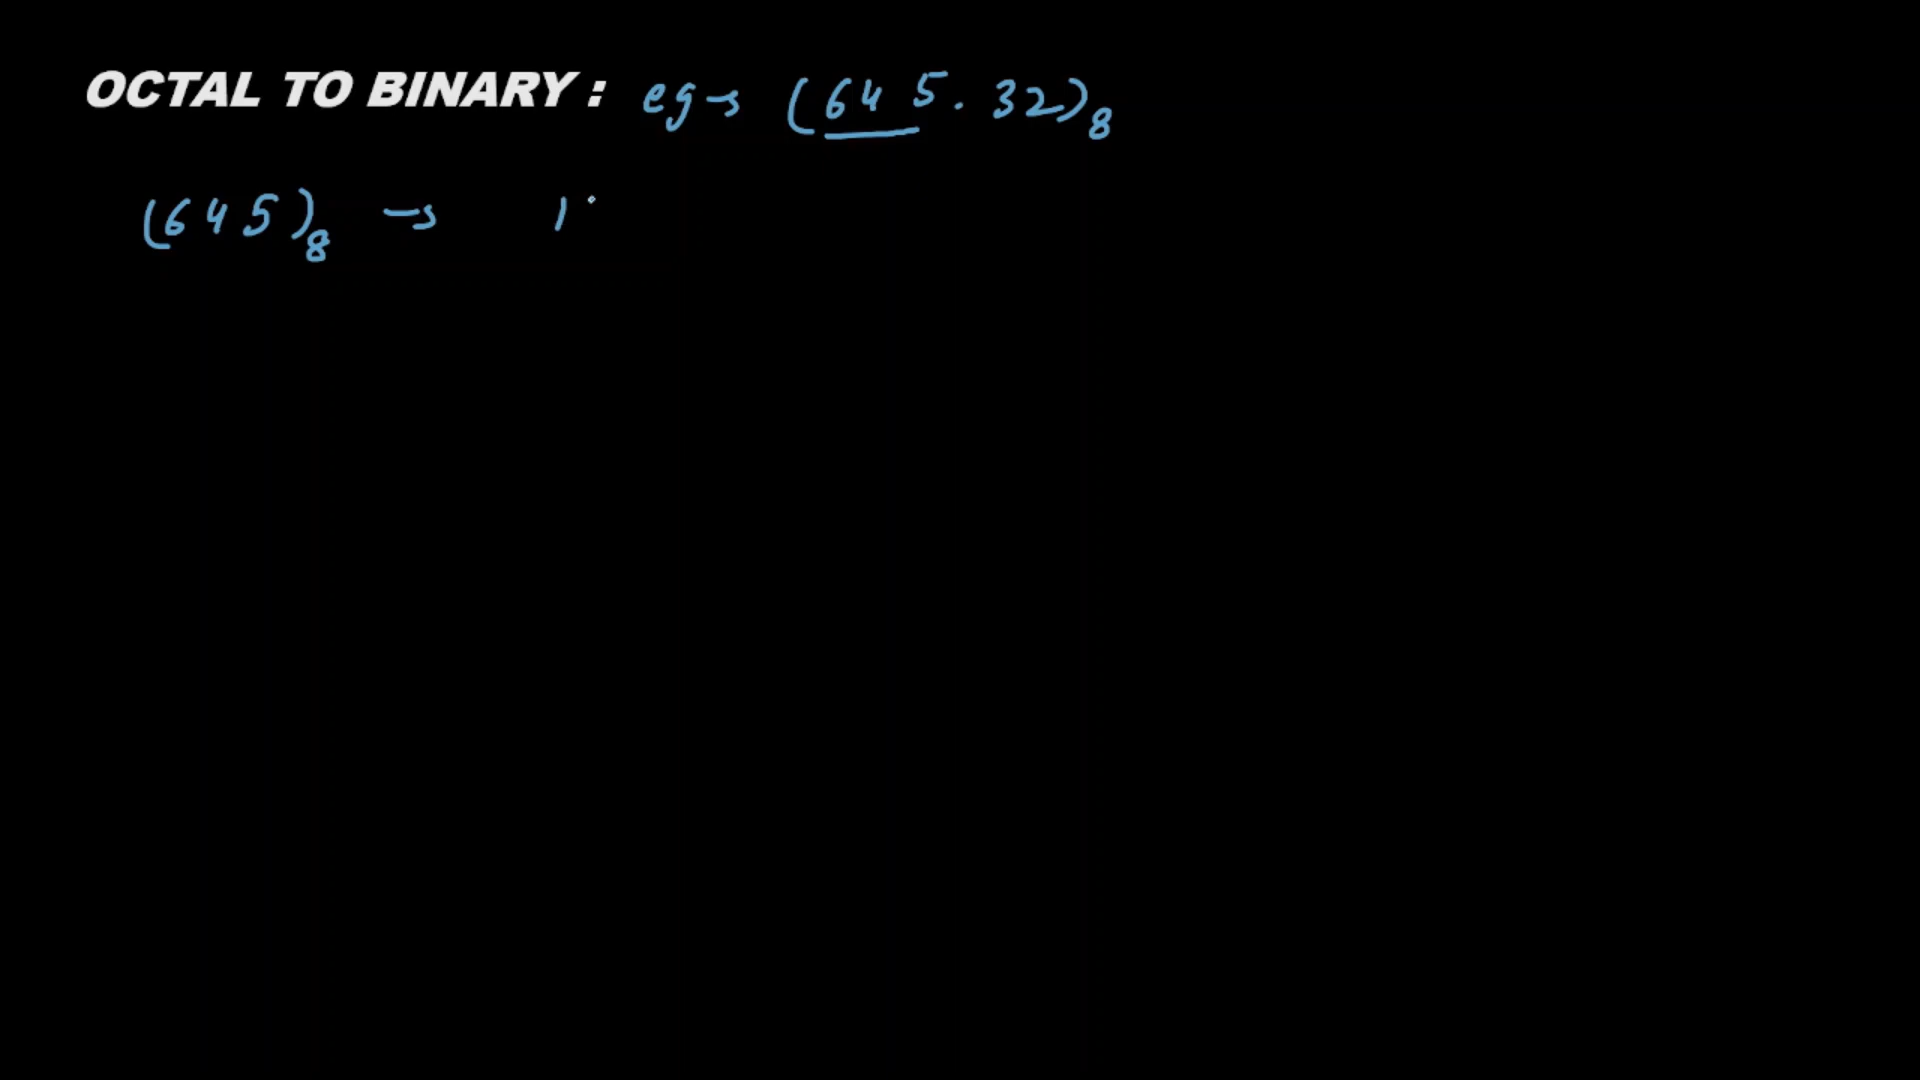 OCTAL TO BINARY : eg → (645.32)₈
(645)₈ → 1